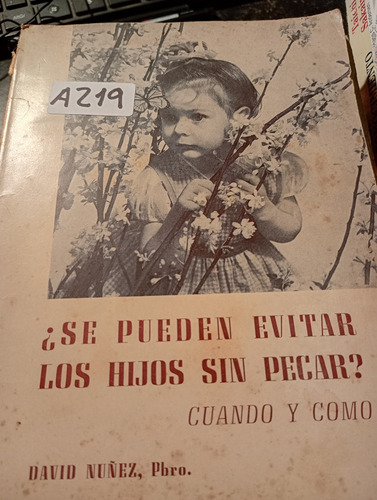 A219
¿SE PUEDEN EVITAR
LOS HIJOS SIN PECAR?
CUANDO Y COMO
DAVID NUÑEZ, Pbro.